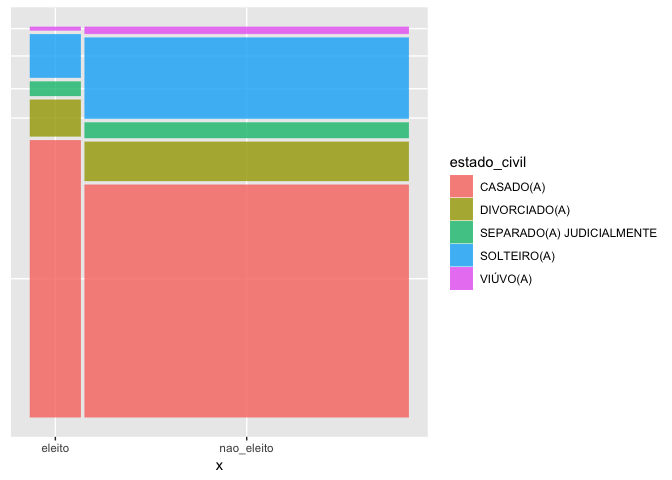 estado_civil
CASADO(A)
DIVORCIADO(A)
SEPARADO(A) JUDICIALMENTE
SOLTEIRO(A)
VIÚVO(A)
eleito
nao_eleito
x